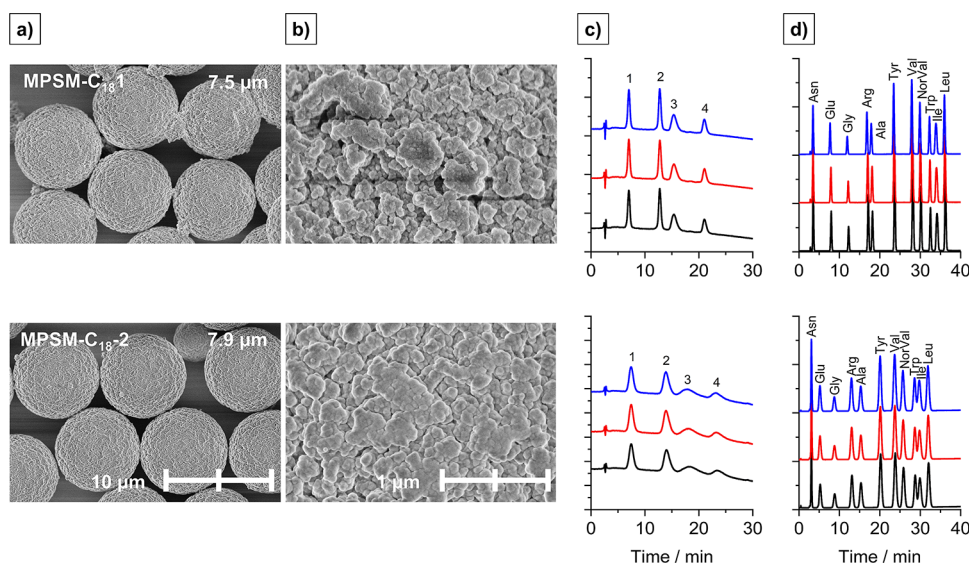 a)
b)
c)
d)
MPSM-C₁₈1 7.5 µm
1 2 3 4
Asn Glu Gly Arg Ala Tyr Val NorVal Trp Ile Leu
0 10 20 30
0 10 20 30 40
MPSM-C₁₈-2 7.9 µm
10 µm
1 µm
1 2 3 4
Asn Glu Gly Arg Ala Tyr Val NorVal Trp Ile Leu
0 10 20 30
0 10 20 30 40
Time / min
Time / min